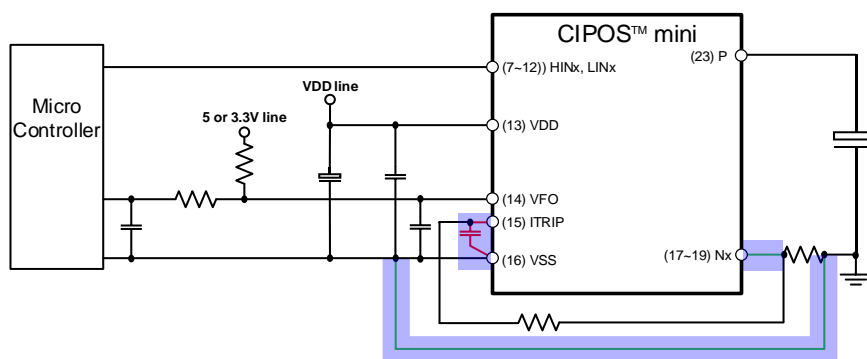 CIPOS™ mini
Micro
Controller
(7~12)) HINx, LINx
(23) P
VDD line
5 or 3.3V line
(13) VDD
(14) VFO
(15) ITRIP
(16) VSS
(17~19) Nx